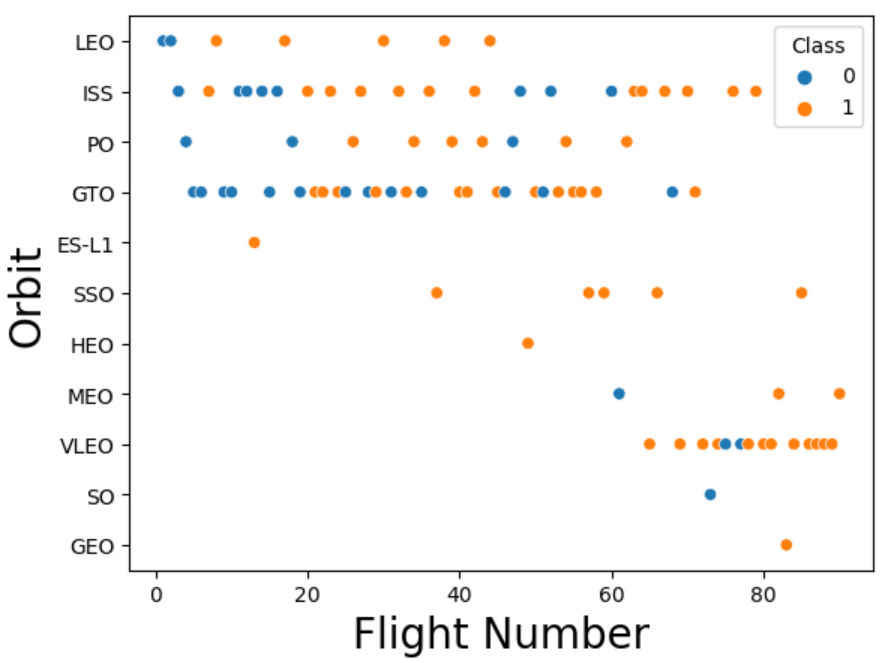 LEO
ISS
PO
GTO
ES-L1
SSO
HEO
MEO
VLEO
SO
GEO
Orbit
Class
0
1
0 20 40 60 80
Flight Number